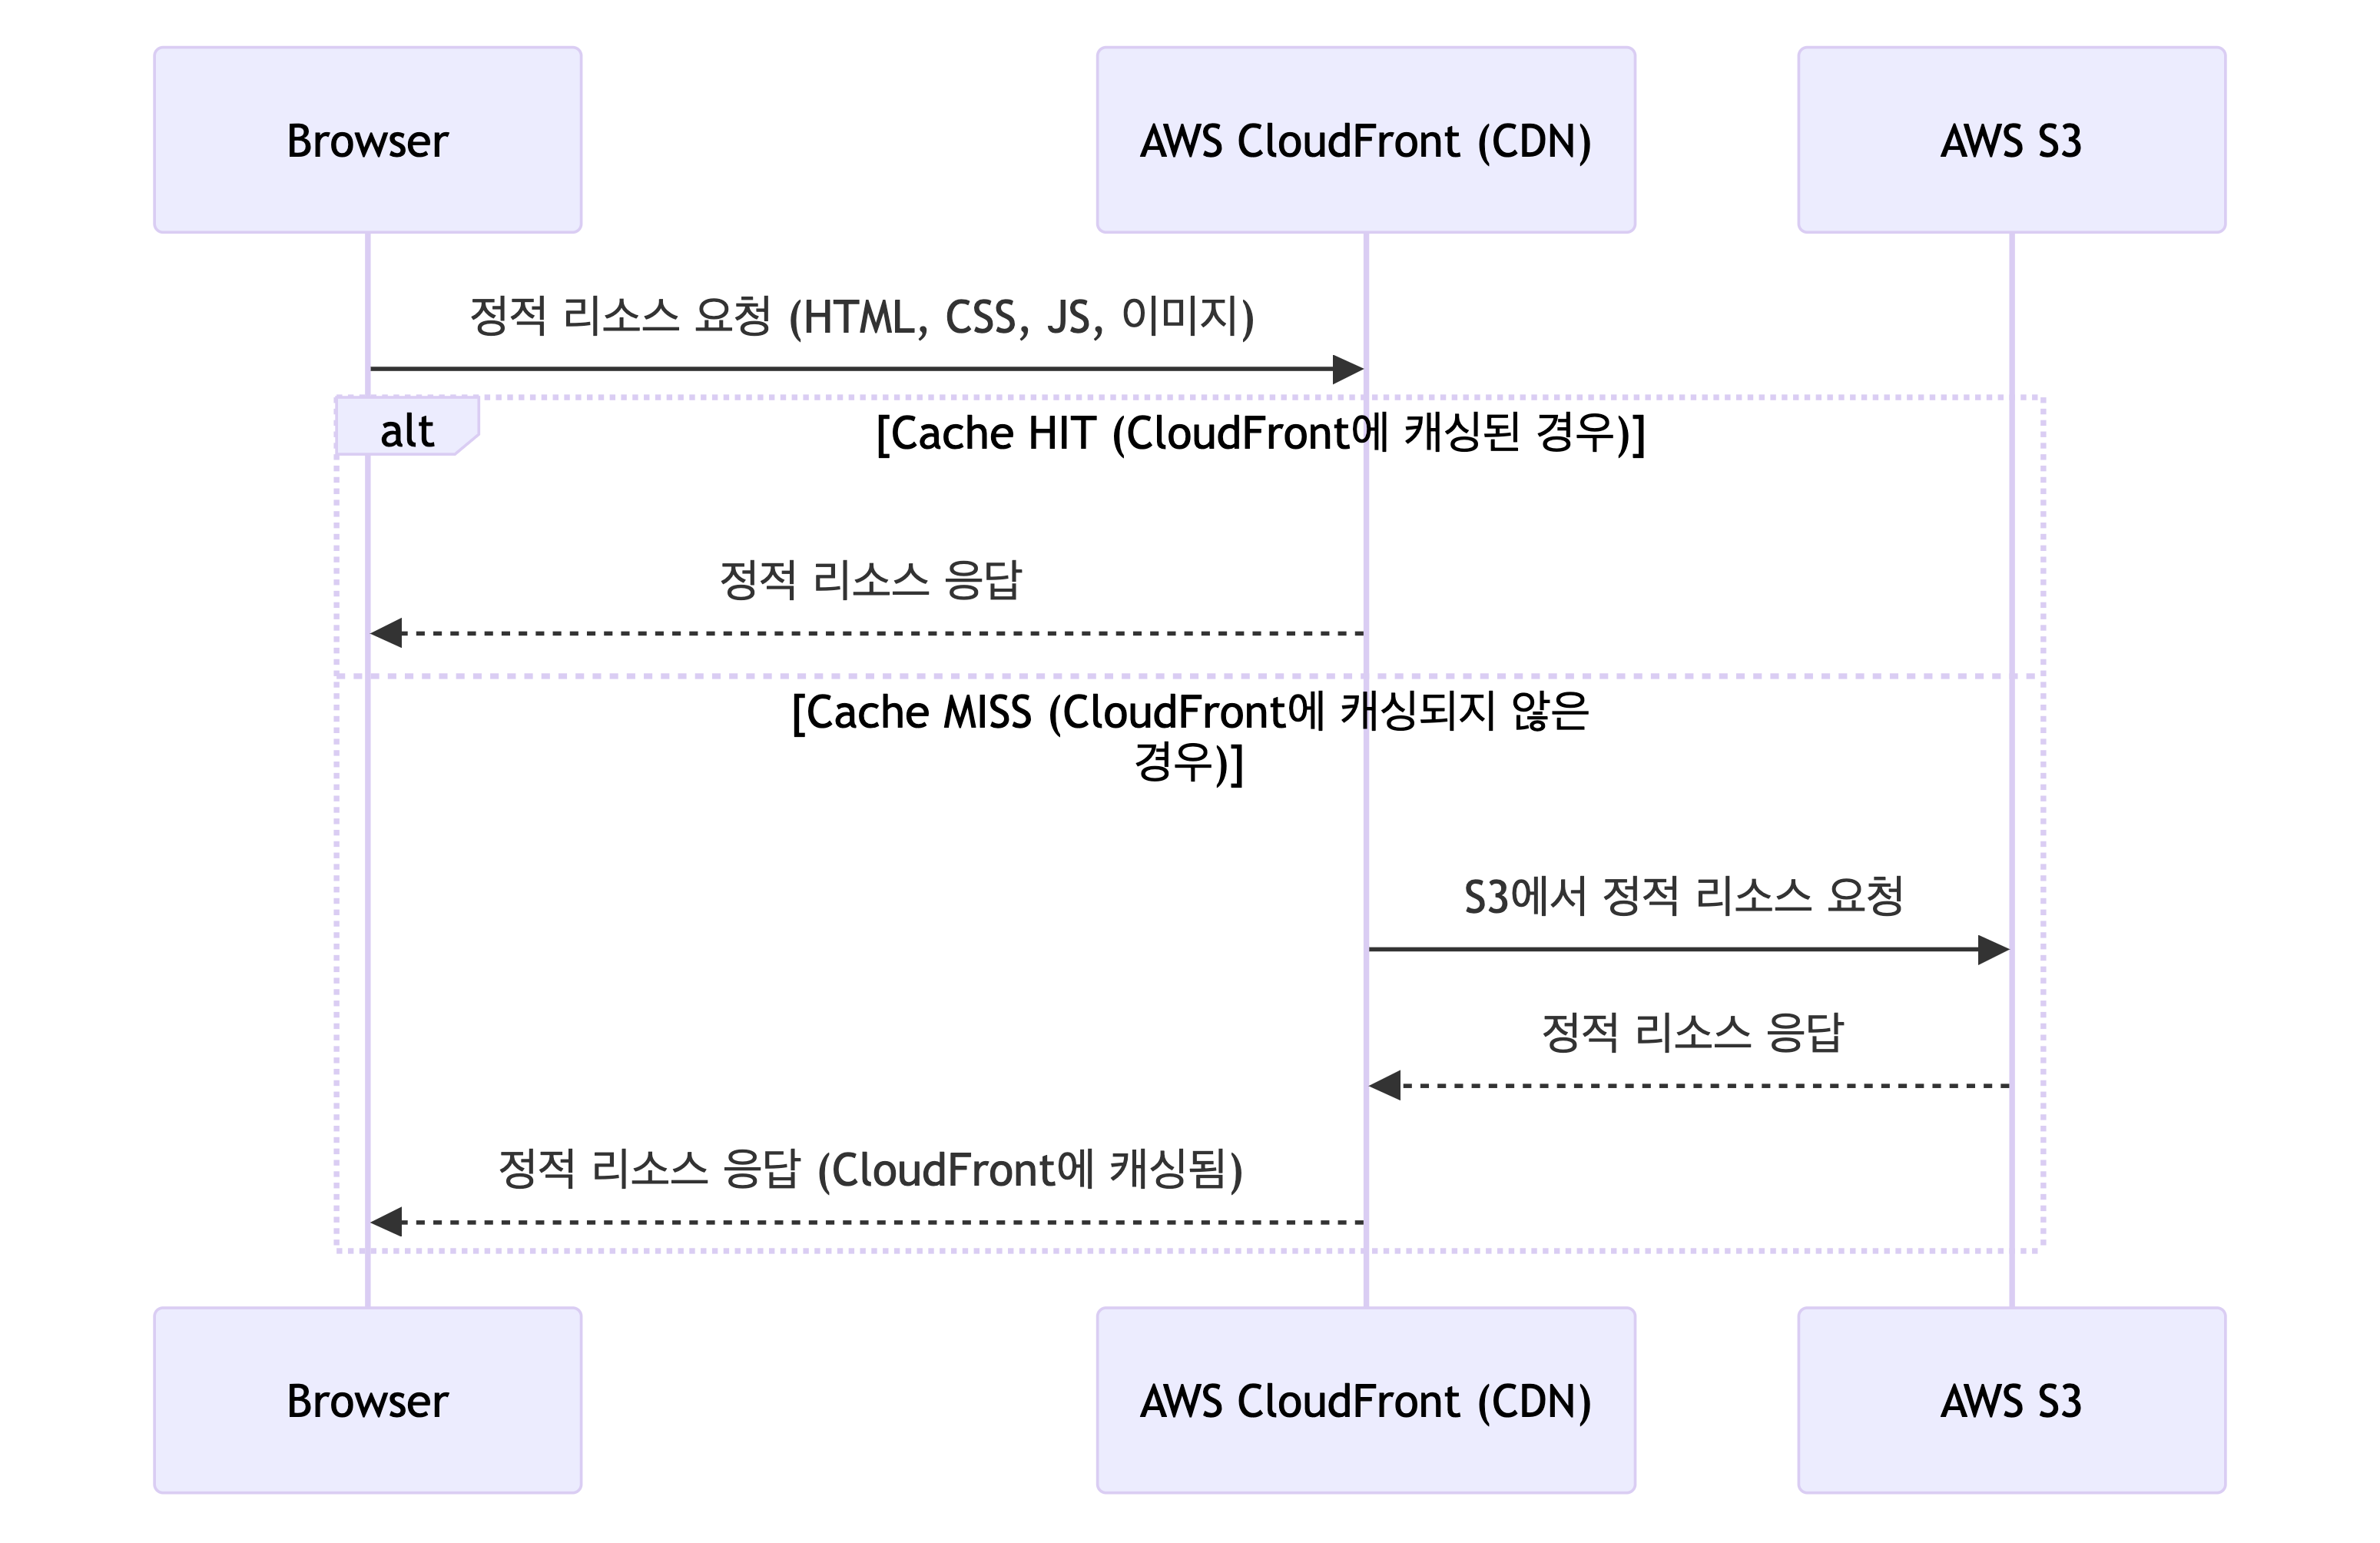 Browser
AWS CloudFront (CDN)
AWS S3
정적 리소스 요청 (HTML, CSS, JS, 이미지)
alt
[Cache HIT (CloudFront에 캐싱된 경우)]
정적 리소스 응답
[Cache MISS (CloudFront에 캐싱되지 않은
경우)]
S3에서 정적 리소스 요청
정적 리소스 응답
정적 리소스 응답 (CloudFront에 캐싱됨)
Browser
AWS CloudFront (CDN)
AWS S3